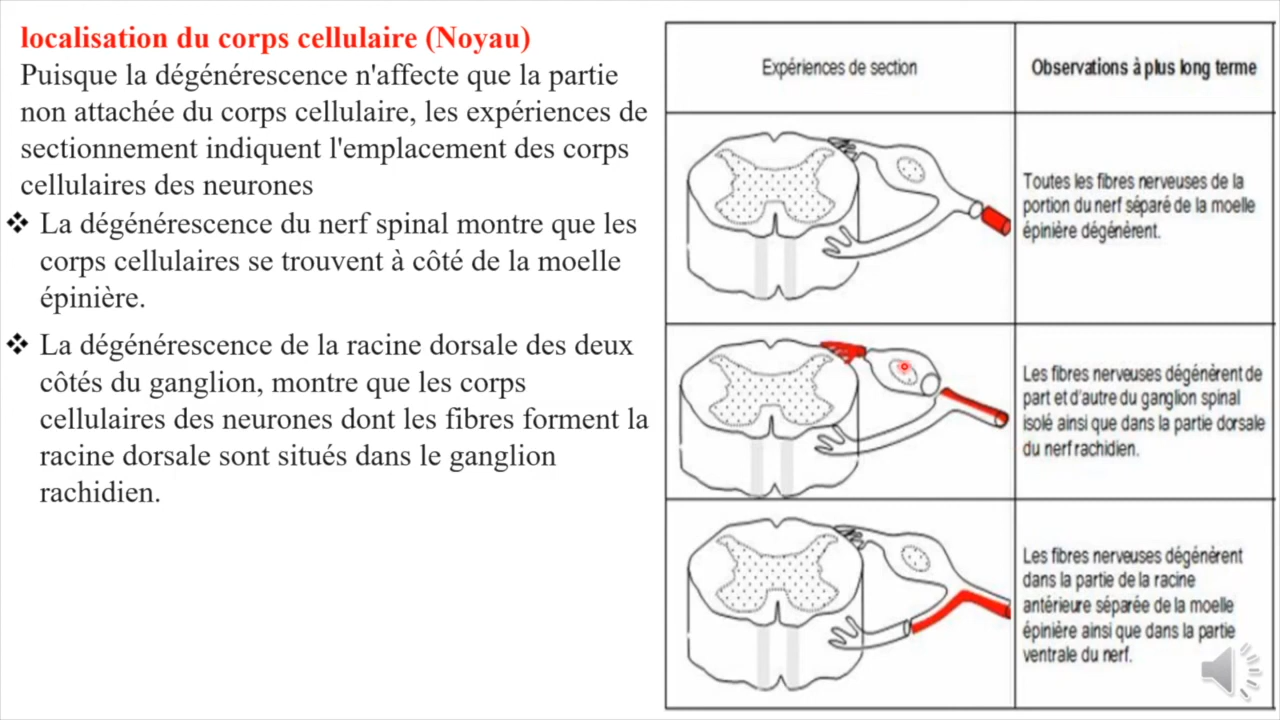 localisation du corps cellulaire (Noyau)
Puisque la dégénérescence n'affecte que la partie
non attachée du corps cellulaire, les expériences de
sectionnement indiquent l'emplacement des corps
cellulaires des neurones
❖ La dégénérescence du nerf spinal montre que les
corps cellulaires se trouvent à côté de la moelle
épinière.
❖ La dégénérescence de la racine dorsale des deux
côtés du ganglion, montre que les corps
cellulaires des neurones dont les fibres forment la
racine dorsale sont situés dans le ganglion
rachidien.
Expériences de section
Observations à plus long terme
Toutes les fibres nerveuses de la
portion du nerf séparé de la moelle
épinière dégénèrent.
Les fibres nerveuses dégénèrent de
part et d'autre du ganglion spinal
isolé ainsi que dans la partie dorsale
du nerf rachidien.
Les fibres nerveuses dégénèrent
dans la partie de la racine
antérieure séparée de la moelle
épinière ainsi que dans la partie
ventrale du nerf.